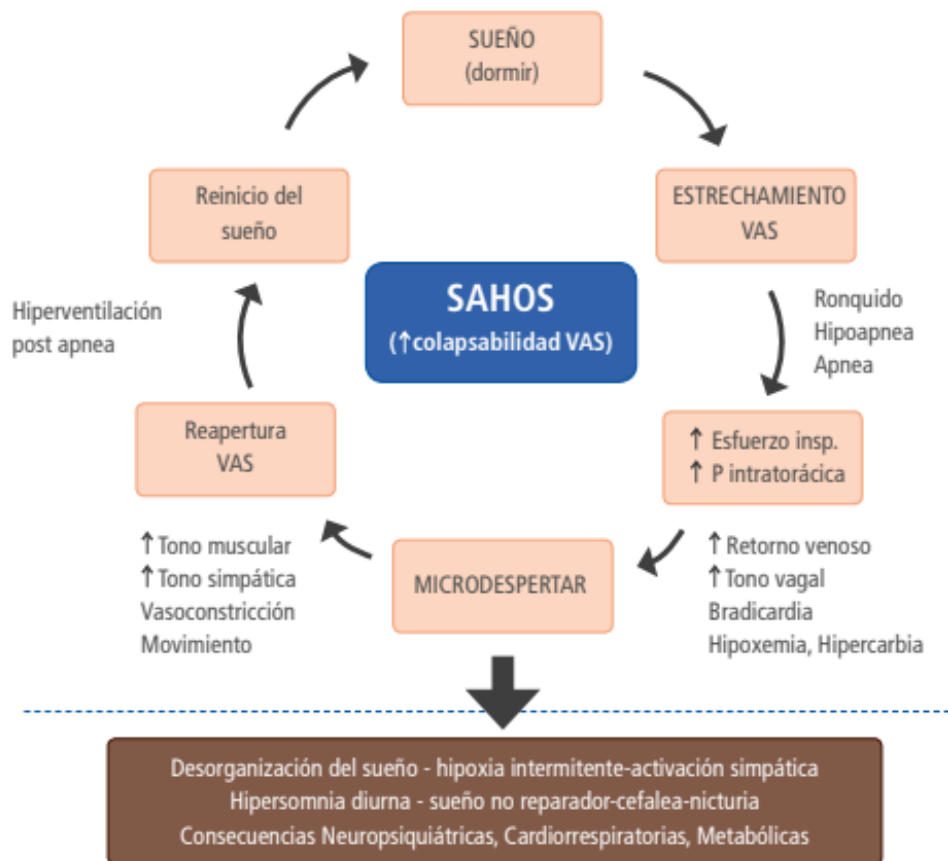 SUEÑO
(dormir)
ESTRECHAMIENTO
VAS
Ronquido
Hipoapnea
Apnea
↑ Esfuerzo insp.
↑ P intratorácica
↑ Retorno venoso
↑ Tono vagal
Bradicardia
Hipoxemia, Hipercarbia
MICRODESPERTAR
↑ Tono muscular
↑ Tono simpática
Vasoconstricción
Movimiento
Reapertura
VAS
Hiperventilación
post apnea
Reinicio del
sueño
SAHOS
(↑colapsabilidad VAS)
Desorganización del sueño - hipoxia intermitente-activación simpática
Hipersomnia diurna - sueño no reparador-cefalea-nicturia
Consecuencias Neuropsiquiátricas, Cardiorrespiratorias, Metabólicas